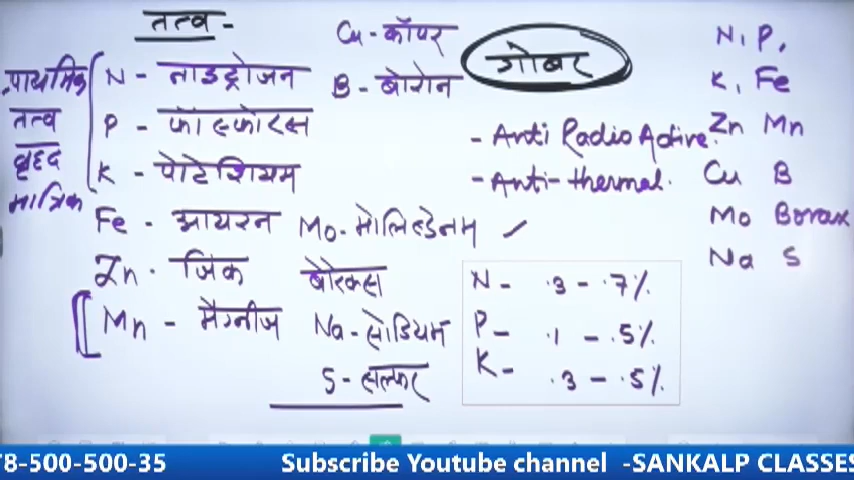 तत्व -
N - नाइट्रोजन
P - फॉस्फोरस
K - पोटेशियम
प्राथमिक
तत्व
वृहद
मात्रिक
Fe - आयरन
Zn - जिंक
Mn - मैग्नीज
Cu - कॉपर
B - बोरोन
Mo - मोलिब्डेनम
बोरेक्स
Na - सोडियम
S - सल्फर
गोबर
- Anti Radio Active.
- Anti-thermal.
N - .3 - .7%
P - .1 - .5%
K - .3 - .5%
N, P,
K, Fe
Zn Mn
Cu B
Mo Borax
Na S
78-500-500-35 Subscribe Youtube channel -SANKALP CLASSES